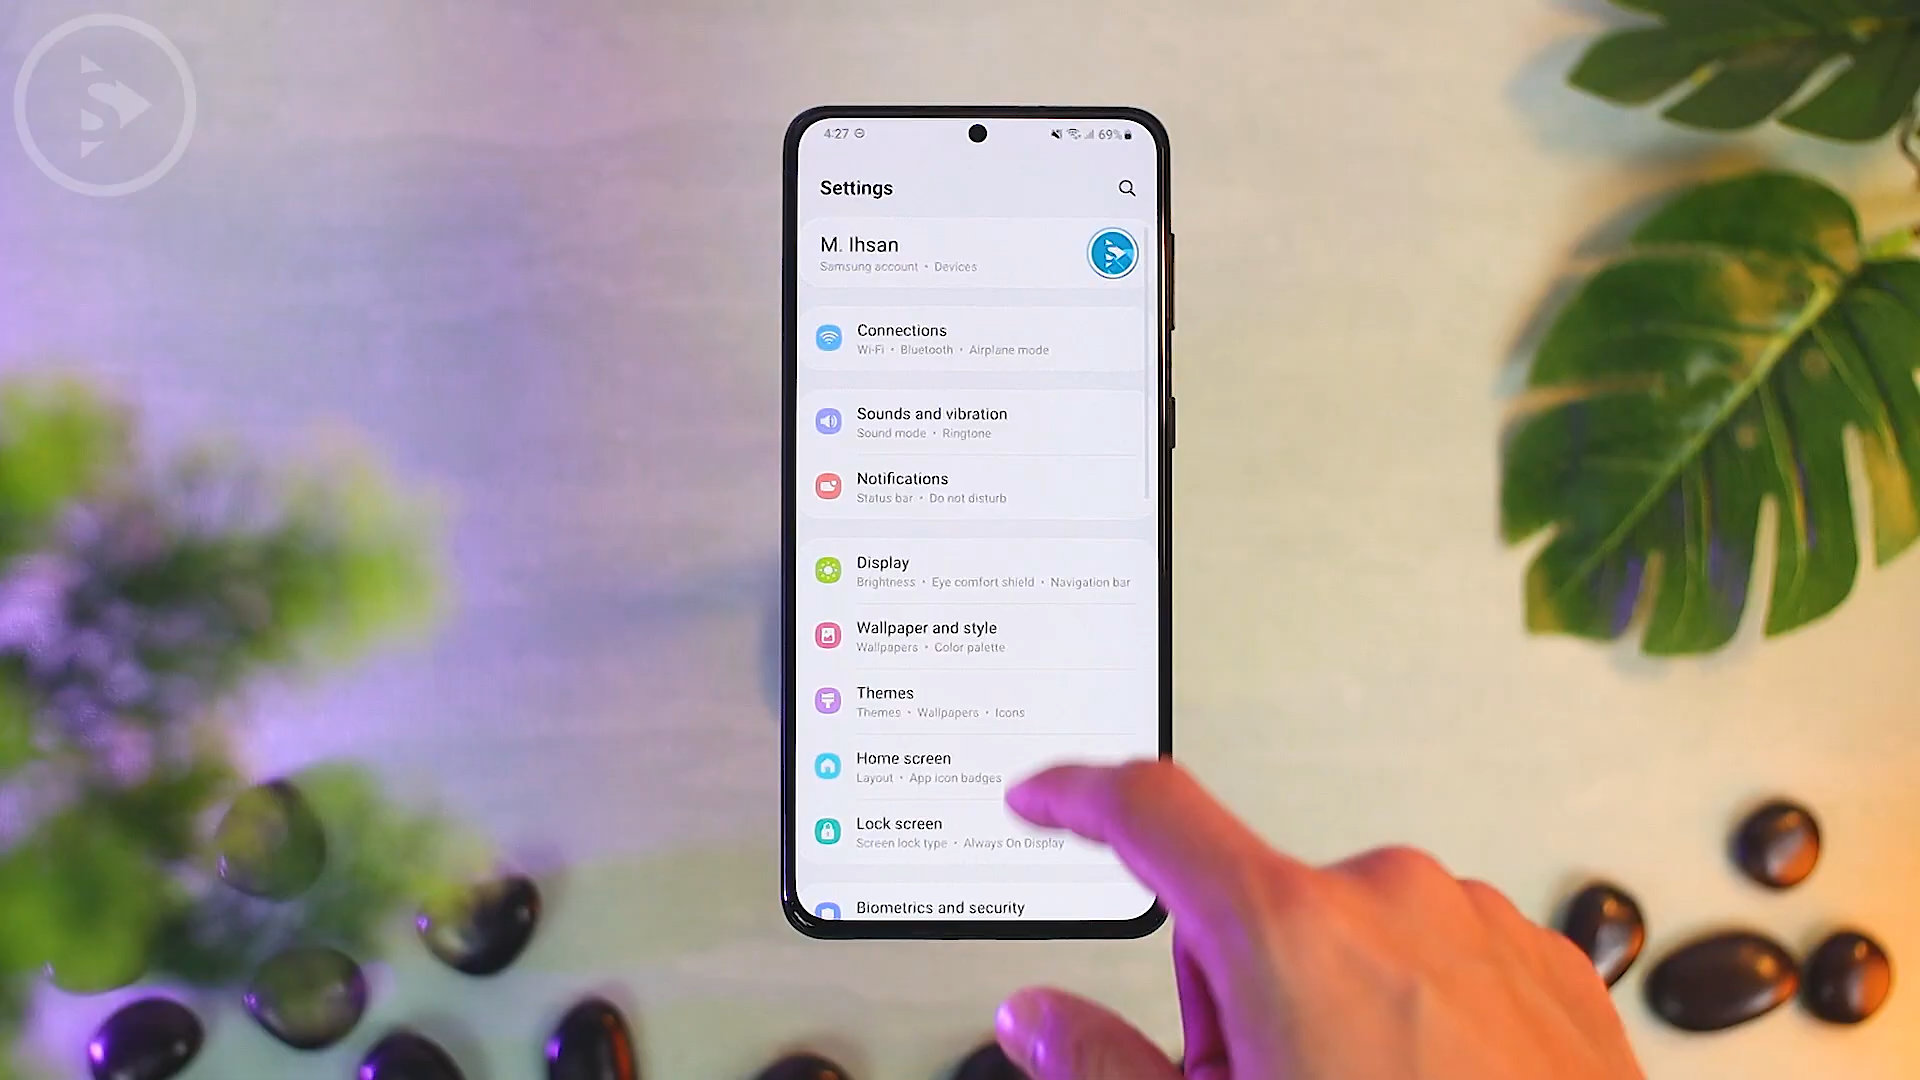 4:27
69%
Settings
M. Ihsan
Samsung account • Devices
Connections
Wi-Fi • Bluetooth • Airplane mode
Sounds and vibration
Sound mode • Ringtone
Notifications
Status bar • Do not disturb
Display
Brightness • Eye comfort shield • Navigation bar
Wallpaper and style
Wallpapers • Color palette
Themes
Themes • Wallpapers • Icons
Home screen
Layout • App icon badges
Lock screen
Screen lock type • Always On Display
Biometrics and security